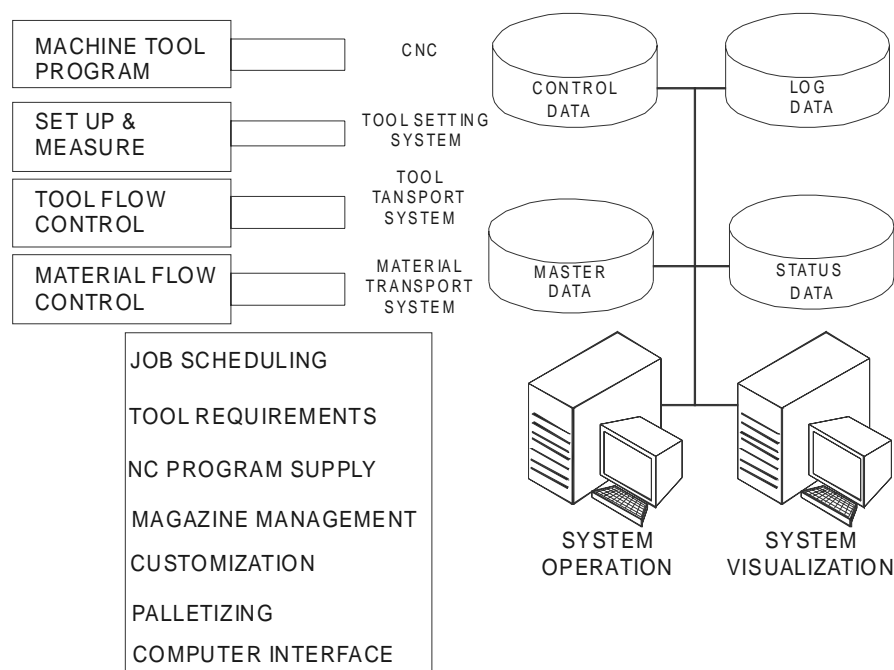 MACHINE TOOL
PROGRAM
CNC
SET UP &
MEASURE
TOOL SETTING
SYSTEM
TOOL FLOW
CONTROL
TOOL
TANSPORT
SYSTEM
MATERIAL FLOW
CONTROL
MATERIAL
TRANSPORT
SYSTEM
CONTROL
DATA
LOG
DATA
MASTER
DATA
STATUS
DATA
JOB SCHEDULING
TOOL REQUIREMENTS
NC PROGRAM SUPPLY
MAGAZINE MANAGEMENT
CUSTOMIZATION
PALLETIZING
COMPUTER INTERFACE
SYSTEM
OPERATION
SYSTEM
VISUALIZATION